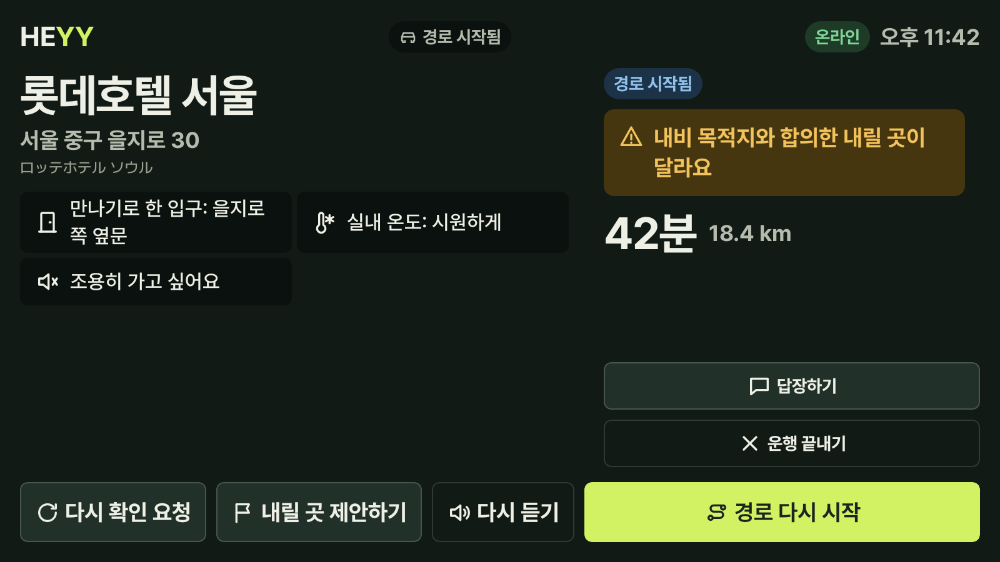 HEYY
경로 시작됨
온라인
오후 11:42
롯데호텔 서울
서울 중구 을지로 30
ロッテホテル ソウル
만나기로 한 입구: 을지로
쪽 옆문
실내 온도: 시원하게
조용히 가고 싶어요
경로 시작됨
내비 목적지와 합의한 내릴 곳이
달라요
42분
18.4 km
답장하기
운행 끝내기
다시 확인 요청
내릴 곳 제안하기
다시 듣기
경로 다시 시작